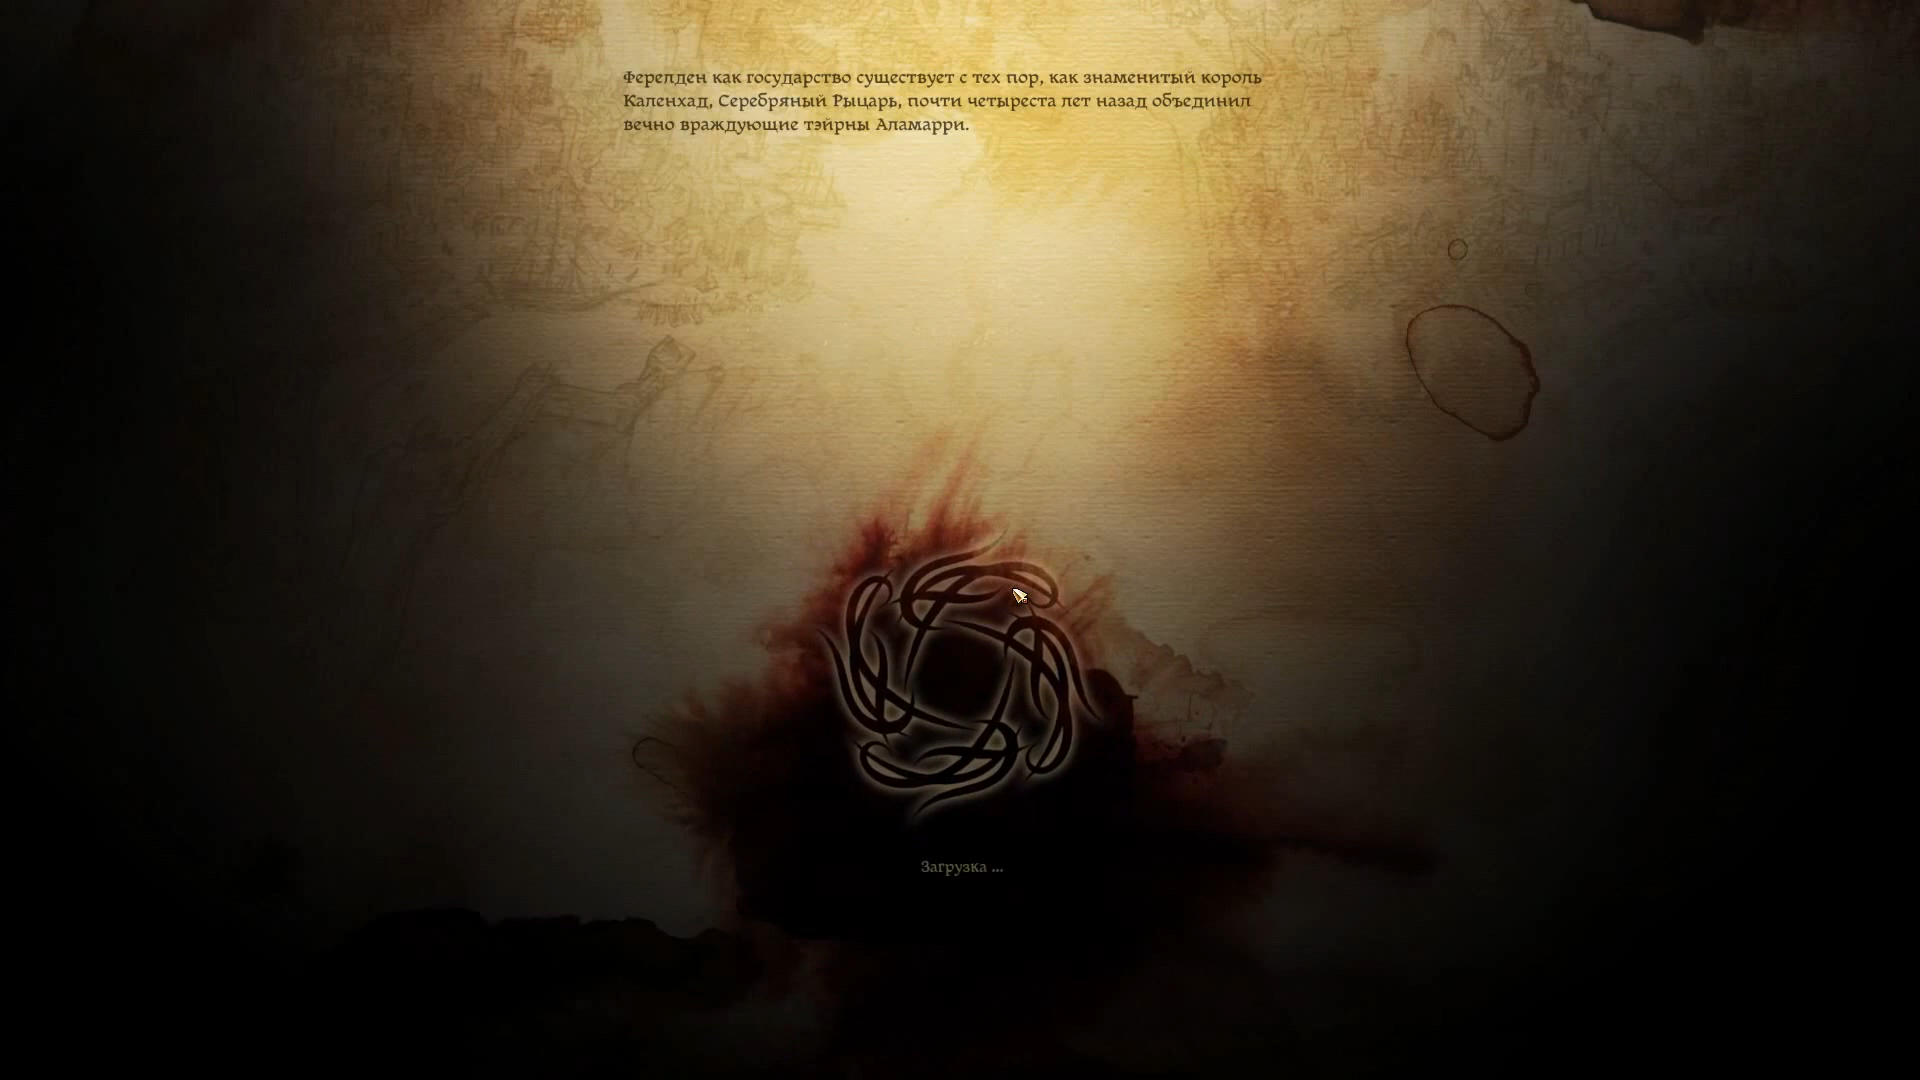 Ферелден как государство существует с тех пор, как знаменитый король
Каленхад, Серебряный Рыцарь, почти четыреста лет назад объединил
вечно враждующие тэйрны Аламарри.
Загрузка ...